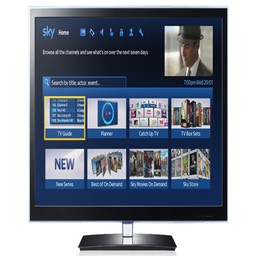 sky Home
Browse all the channels and see what's on over the next seven days.
7.00pm Wed 29/01
Search by title, actor, event...
TV Guide
Planner
Catch Up TV
TV Box Sets
NEW
New Series
Best of On Demand
Sky Movies On Demand
Sky Store